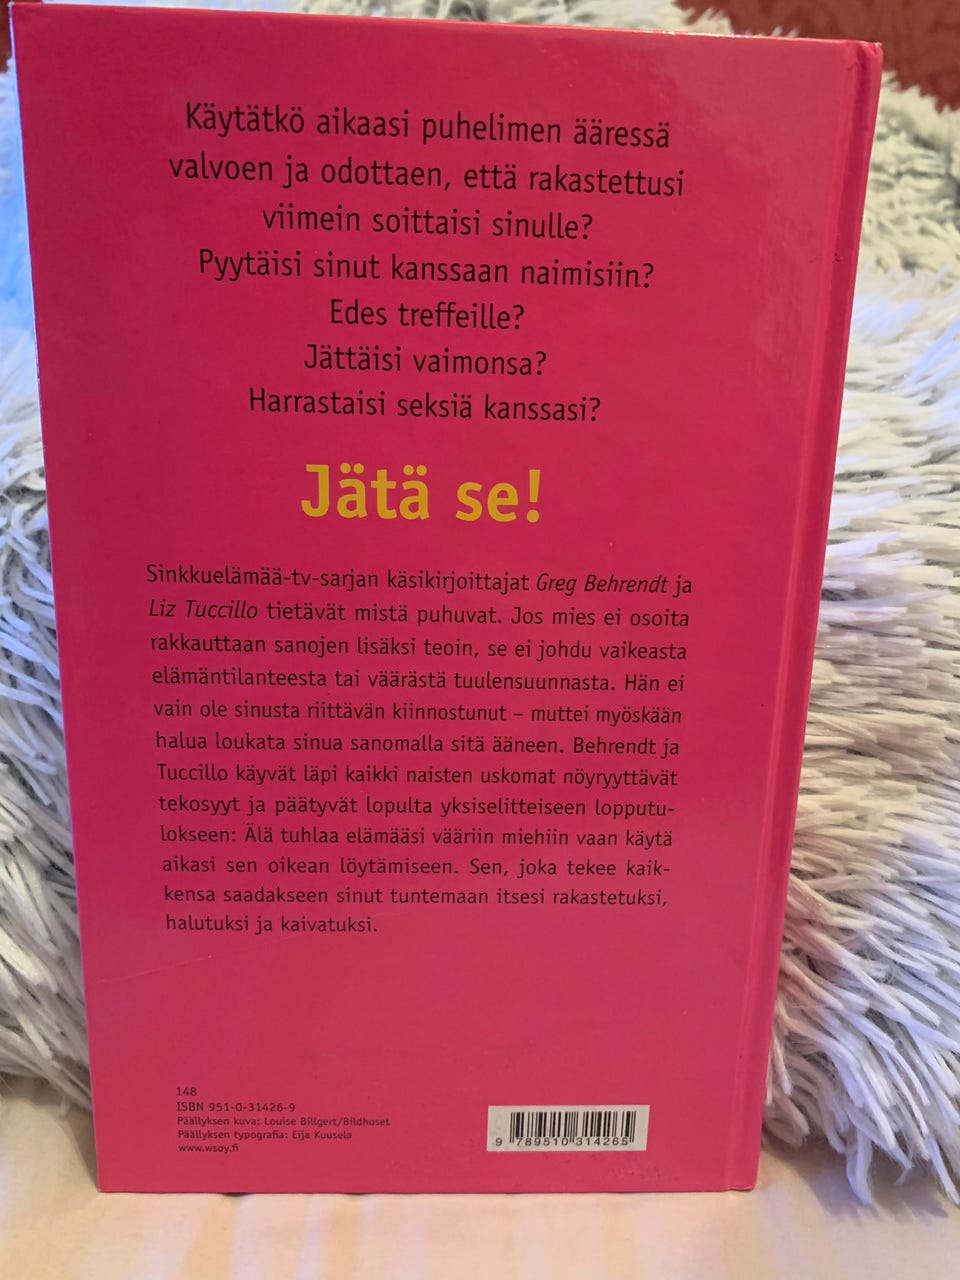 Käytätkö aikaasi puhelimen ääressä
valvoen ja odottaen, että rakastettusi
viimein soittaisi sinulle?
Pyytäisi sinut kanssaan naimisiin?
Edes treffeille?
Jättäisi vaimonsa?
Harrastaisi seksiä kanssasi?
Jätä se!
Sinkkuelämää-tv-sarjan käsikirjoittajat Greg Behrendt ja
Liz Tuccillo tietävät mistä puhuvat. Jos mies ei osoita
rakkauttaan sanojen lisäksi teoin, se ei johdu vaikeasta
elämäntilanteesta tai väärästä tuulensuunnasta. Hän ei
vain ole sinusta riittävän kiinnostunut – muttei myöskään
halua loukata sinua sanomalla sitä ääneen. Behrendt ja
Tuccillo käyvät läpi kaikki naisten uskomat nöyryyttävät
tekosyyt ja päätyvät lopulta yksiselitteiseen lopputu-
lokseen: Älä tuhlaa elämääsi vääriin miehiin vaan käytä
aikasi sen oikean löytämiseen. Sen, joka tekee kaik-
kensa saadakseen sinut tuntemaan itsesi rakastetuksi,
halutuksi ja kaivatuksi.
148
ISBN 951-0-31426-9
Päällyksen kuva: Louise Billgert/Bildhuset
Päällyksen typografia: Eija Kuusela
www.wsoy.fi
9 789510 314265